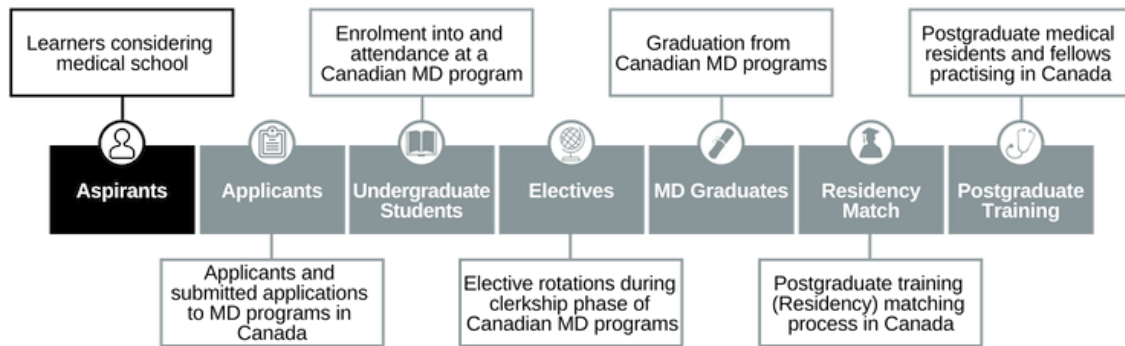 Learners considering
medical school
Enrolment into and
attendance at a
Canadian MD program
Graduation from
Canadian MD programs
Postgraduate medical
residents and fellows
practising in Canada
Aspirants
Applicants
Undergraduate
Students
Electives
MD Graduates
Residency
Match
Postgraduate
Training
Applicants and
submitted applications
to MD programs in
Canada
Elective rotations during
clerkship phase of
Canadian MD programs
Postgraduate training
(Residency) matching
process in Canada